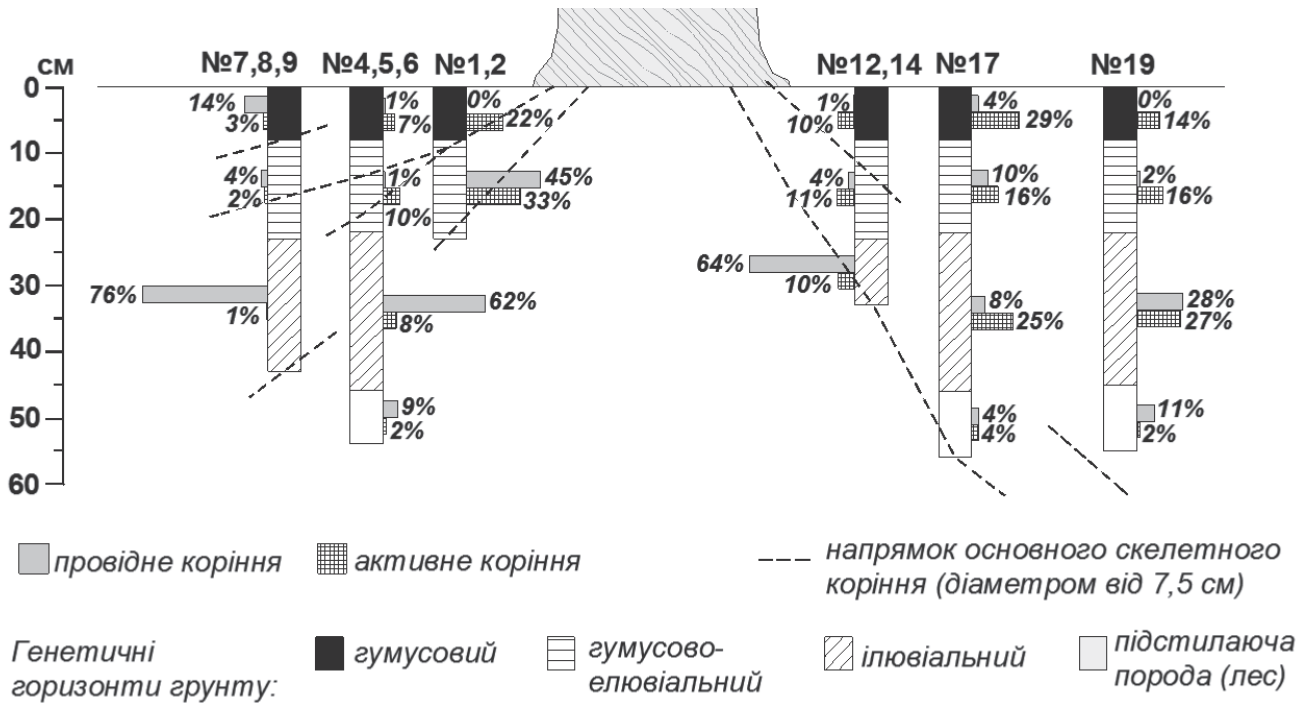 см №7,8,9 №4,5,6 №1,2 №12,14 №17 №19
0
14% 1% 0% 1% 4% 0%
3% 7% 22% 10% 29% 14%
10
4% 1% 45% 4% 10% 2%
2% 10% 33% 11% 16% 16%
20
64%
10%
30
76% 62% 8% 28%
1% 8% 25% 27%
40
9% 4% 11%
50
2% 4% 2%
60
провідне коріння
активне коріння
напрямок основного скелетного
коріння (діаметром від 7,5 см)
Генетичні
горизонти грунту:
гумусовий
гумусово-
елювіальний
ілювіальний
підстилаюча
порода (лес)